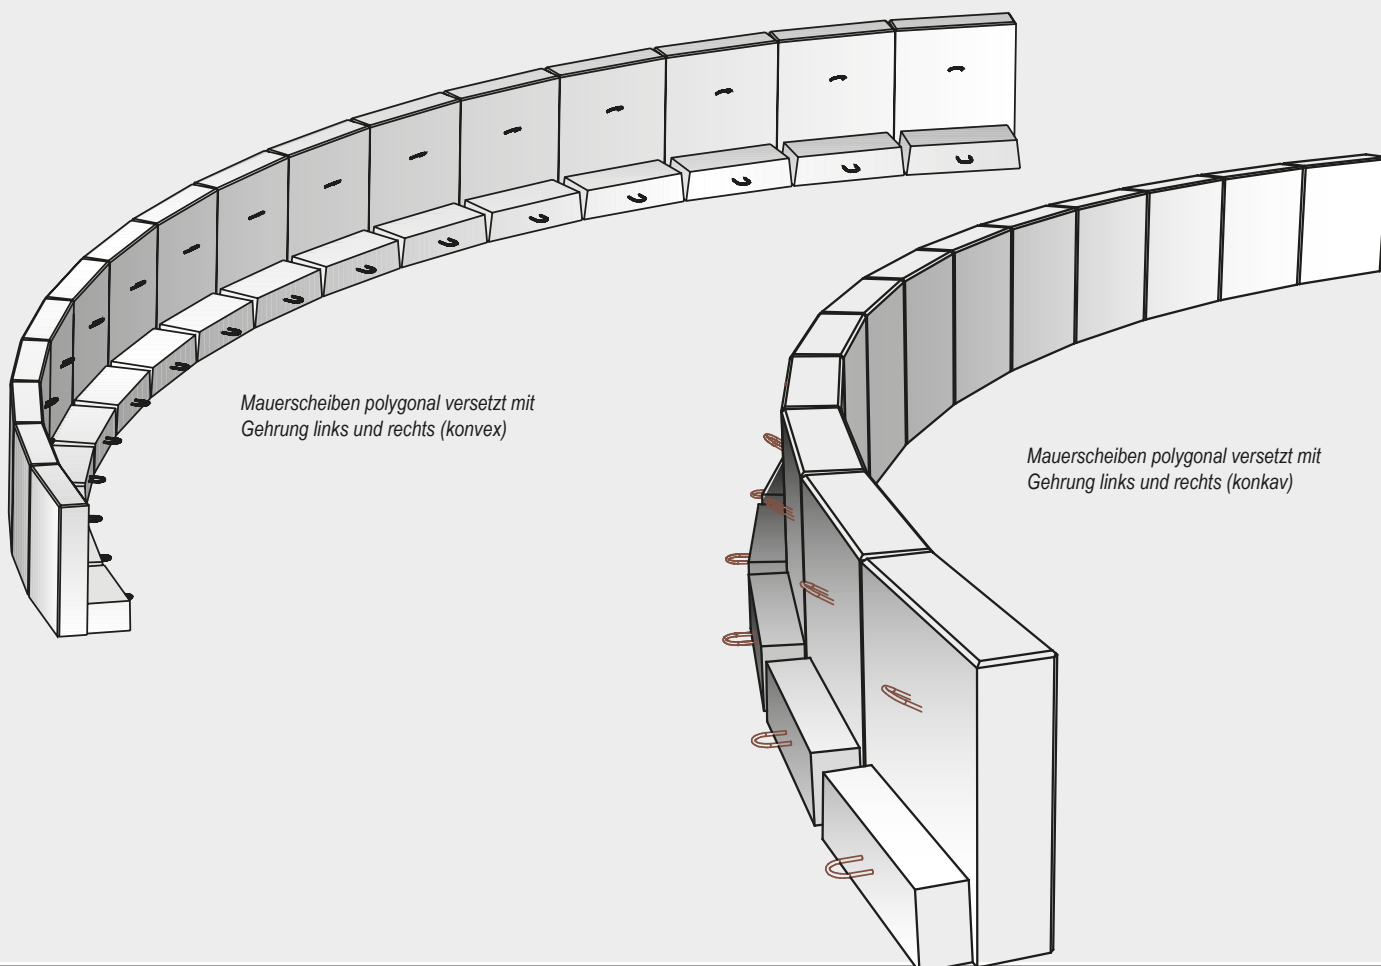 Mauerscheiben polygonal versetzt mit
Gehrung links und rechts (konvex)
Mauerscheiben polygonal versetzt mit
Gehrung links und rechts (konkav)